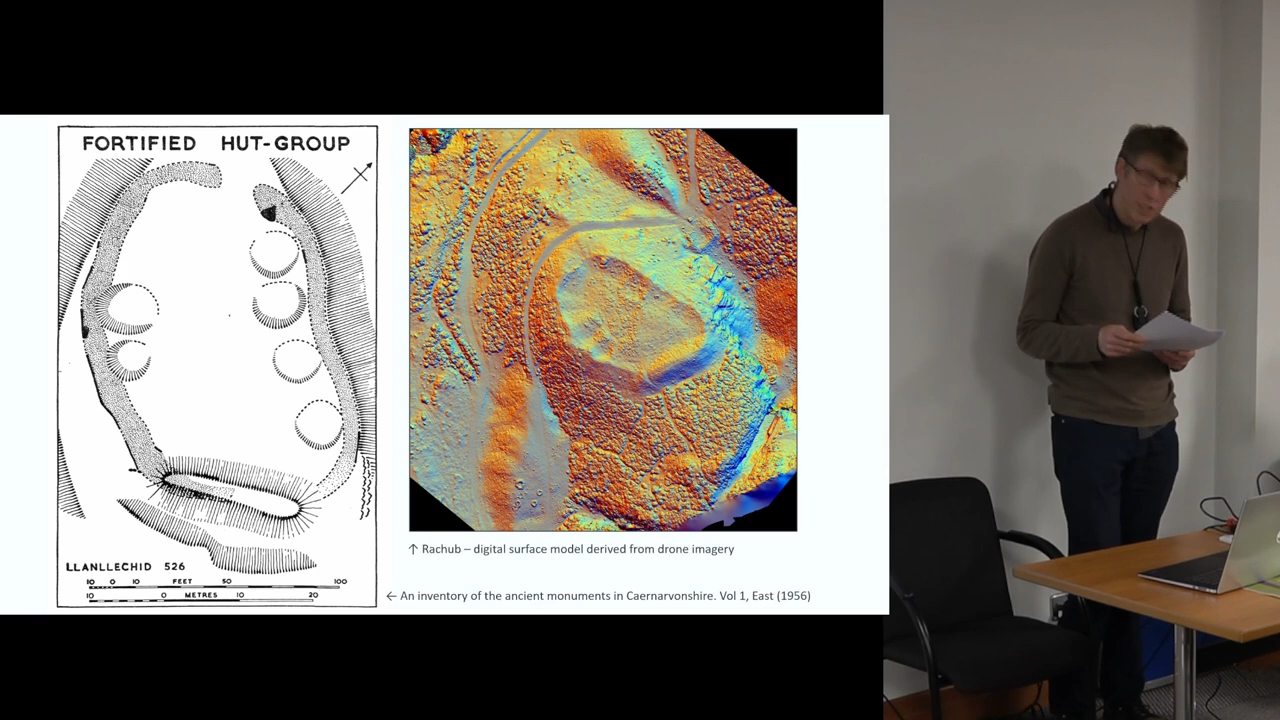 FORTIFIED HUT-GROUP
LLANLLECHID 526
10 0 10 FEET 50 100
10 0 METRES 10 20
↑ Rachub – digital surface model derived from drone imagery
← An inventory of the ancient monuments in Caernarvonshire. Vol 1, East (1956)